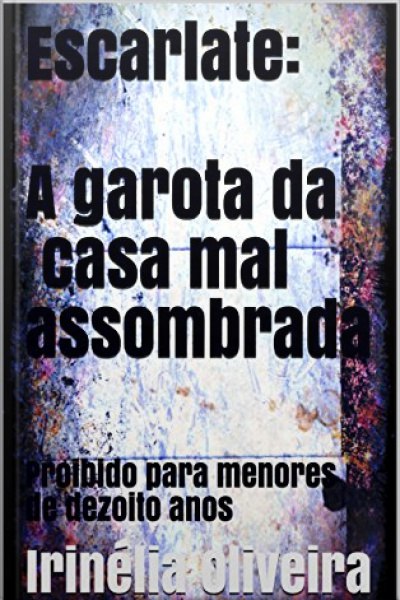 Escarlate:
A garota da
casa mal
assombrada
Proibido para menores
de dezoito anos
Irinélia Oliveira